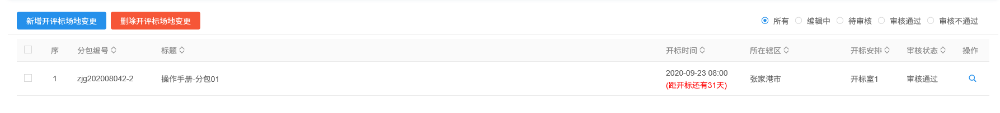 新增开评标场地变更 删除开评标场地变更 所有 编辑中 待审核 审核通过 审核不通过
序 分包编号 标题 开标时间 所在辖区 开标安排 审核状态 操作
1 zjg202008042-2 操作手册-分包01 2020-09-23 08:00 张家港市 开标室1 审核通过
(距开标还有31天)